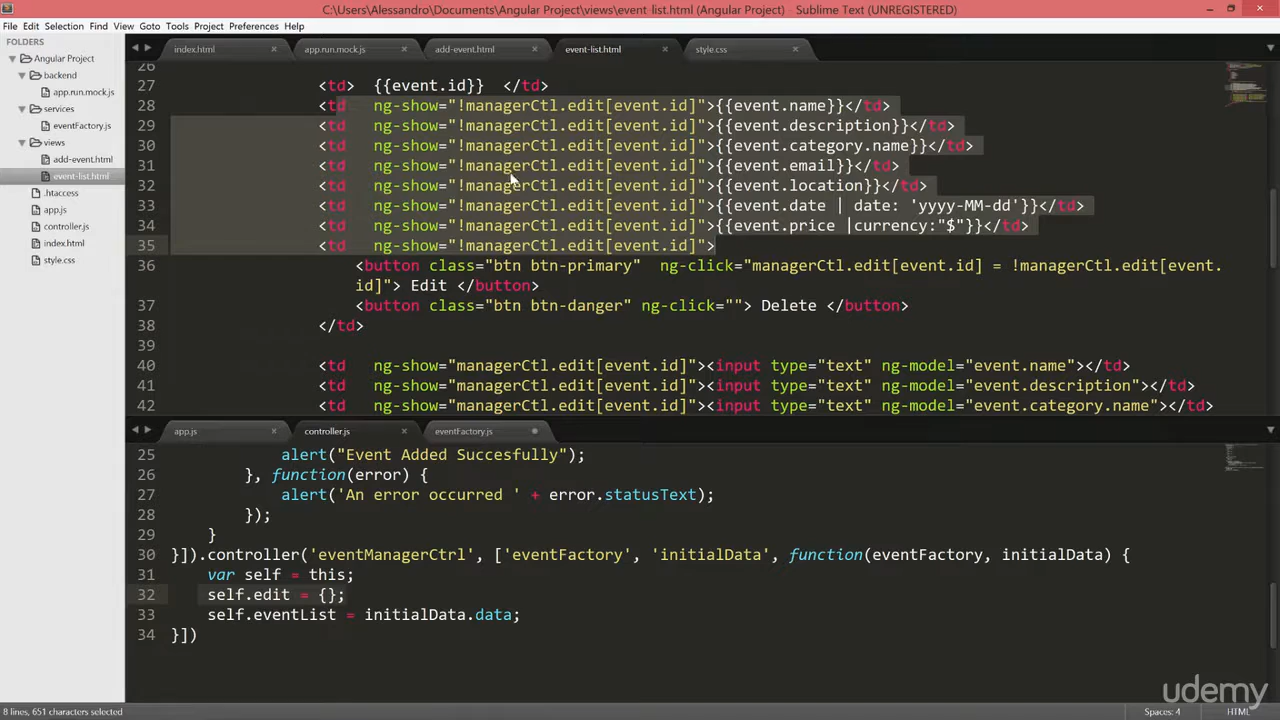 C:\Users\Alessandro\Documents\Angular Project\views\event-list.html (Angular Project) - Sublime Text (UNREGISTERED)
File Edit Selection Find View Goto Tools Project Preferences Help
FOLDERS
Angular Project
backend
app.run.mock.js
services
eventFactory.js
views
add-event.html
event-list.html
.htaccess
app.js
controller.js
index.html
style.css
index.html app.run.mock.js add-event.html event-list.html style.css
26
27 <td> {{event.id}} </td>
28 <td ng-show="!managerCtl.edit[event.id]">{{event.name}}</td>
29 <td ng-show="!managerCtl.edit[event.id]">{{event.description}}</td>
30 <td ng-show="!managerCtl.edit[event.id]">{{event.category.name}}</td>
31 <td ng-show="!managerCtl.edit[event.id]">{{event.email}}</td>
32 <td ng-show="!managerCtl.edit[event.id]">{{event.location}}</td>
33 <td ng-show="!managerCtl.edit[event.id]">{{event.date | date: 'yyyy-MM-dd'}}</td>
34 <td ng-show="!managerCtl.edit[event.id]">{{event.price |currency:"$"}}</td>
35 <td ng-show="!managerCtl.edit[event.id]">
36 <button class="btn btn-primary" ng-click="managerCtl.edit[event.id] = !managerCtl.edit[event.
id]"> Edit </button>
37 <button class="btn btn-danger" ng-click=""> Delete </button>
38 </td>
39
40 <td ng-show="managerCtl.edit[event.id]"><input type="text" ng-model="event.name"></td>
41 <td ng-show="managerCtl.edit[event.id]"><input type="text" ng-model="event.description"></td>
42 <td ng-show="managerCtl.edit[event.id]"><input type="text" ng-model="event.category.name"></td>
app.js controller.js eventFactory.js
25 alert("Event Added Succesfully");
26 }, function(error) {
27 alert('An error occurred ' + error.statusText);
28 });
29 }
30 }]).controller('eventManagerCtrl', ['eventFactory', 'initialData', function(eventFactory, initialData) {
31 var self = this;
32 self.edit = {};
33 self.eventList = initialData.data;
34 }])
udemy
8 lines, 651 characters selected Spaces: 4 HTML